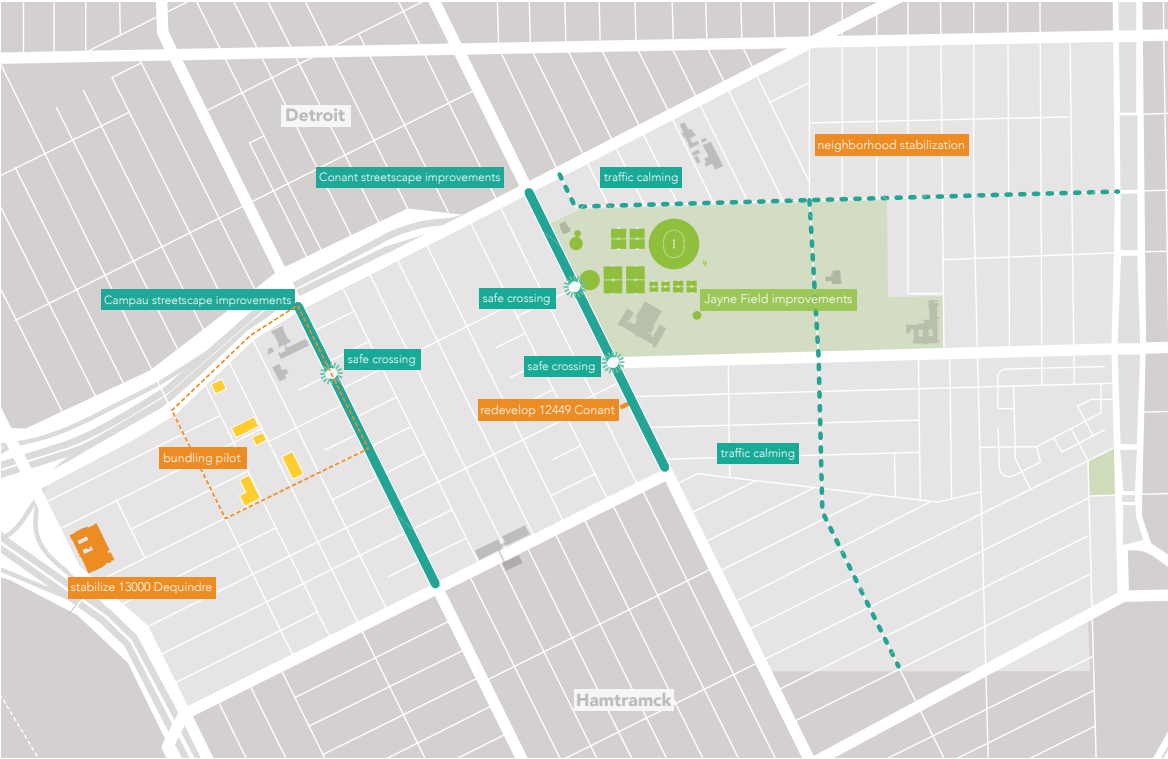 Detroit
neighborhood stabilization
Conant streetscape improvements
traffic calming
Campau streetscape improvements
safe crossing
Jayne Field improvements
safe crossing
safe crossing
redevelop 12449 Conant
bundling pilot
traffic calming
stabilize 13000 Dequindre
Hamtramck